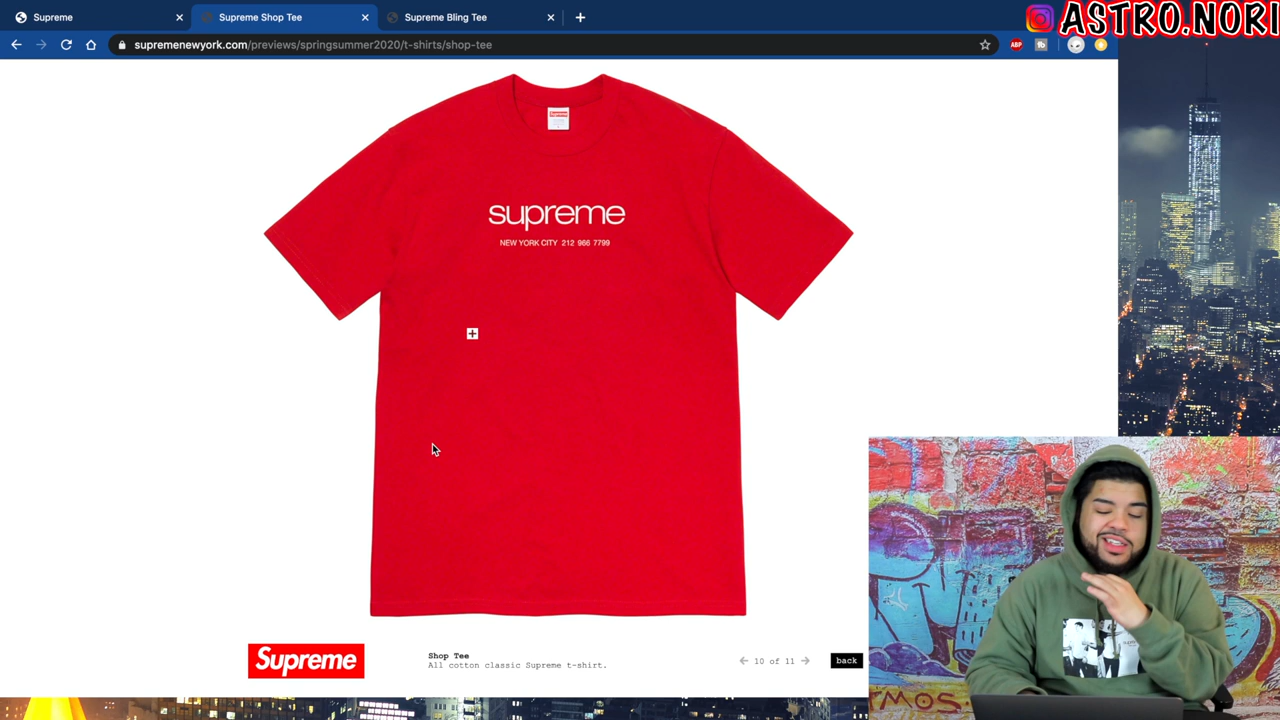 Supreme
Supreme Shop Tee
Supreme Bling Tee
ASTRO.NORI
supremenewyork.com/previews/springsummer2020/t-shirts/shop-tee
ABP
supreme
NEW YORK CITY 212 966 7799
Supreme
Shop Tee
All cotton classic Supreme t-shirt.
10 of 11
back